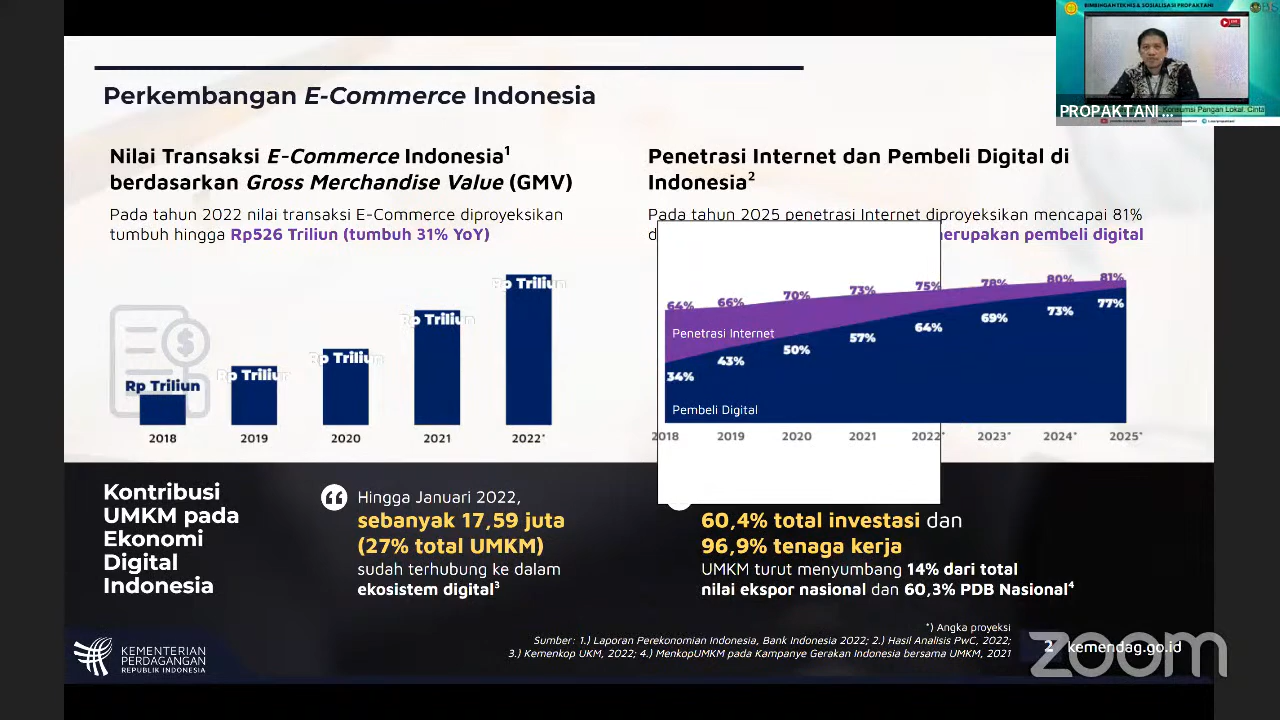 BIMBINGAN TEKNIS & SOSIALISASI PROPAKTANI
PROPAKTANI ...
Konsumsi Pangan Lokal, Cinta
Perkembangan E-Commerce Indonesia
Nilai Transaksi E-Commerce Indonesia¹
berdasarkan Gross Merchandise Value (GMV)
Pada tahun 2022 nilai transaksi E-Commerce diproyeksikan
tumbuh hingga Rp526 Triliun (tumbuh 31% YoY)
Rp Triliun
Rp Triliun
Rp Triliun
Rp Triliun
Rp Triliun
2018 2019 2020 2021 2022*
Penetrasi Internet dan Pembeli Digital di
Indonesia²
Pada tahun 2025 penetrasi Internet diproyeksikan mencapai 81%
erupakan pembeli digital
64% 66% 70% 73% 75% 78% 80% 81%
Penetrasi Internet
34% 43% 50% 57% 64% 69% 73% 77%
Pembeli Digital
2018 2019 2020 2021 2022* 2023* 2024* 2025*
Kontribusi
UMKM pada
Ekonomi
Digital
Indonesia
Hingga Januari 2022,
sebanyak 17,59 juta
(27% total UMKM)
sudah terhubung ke dalam
ekosistem digital³
60,4% total investasi dan
96,9% tenaga kerja
UMKM turut menyumbang 14% dari total
nilai ekspor nasional dan 60,3% PDB Nasional⁴
*) Angka proyeksi
Sumber: 1.) Laporan Perekonomian Indonesia, Bank Indonesia 2022; 2.) Hasil Analisis PwC, 2022;
3.) Kemenkop UKM, 2022; 4.) MenkopUMKM pada Kampanye Gerakan Indonesia bersama UMKM, 2021
KEMENTERIAN
PERDAGANGAN
REPUBLIK INDONESIA
2 kemendag.go.id
zoom